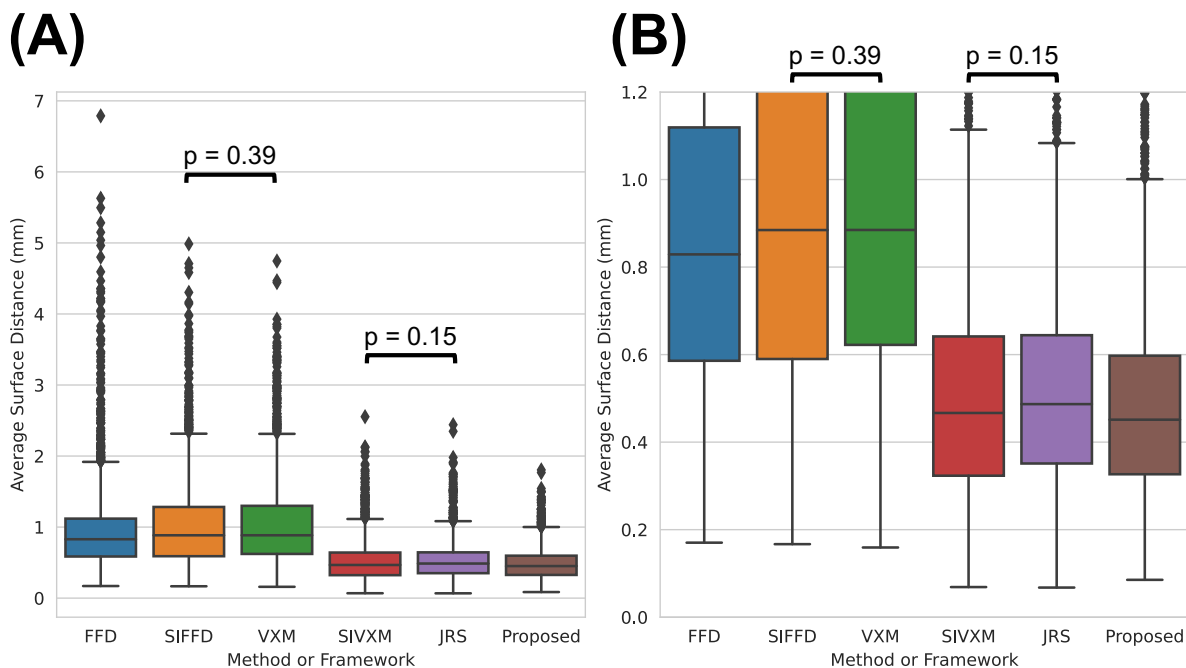 (A)
p = 0.39
p = 0.15
7
6
5
4
3
2
1
0
Average Surface Distance (mm)
FFD SIFFD VXM SIVXM JRS Proposed
Method or Framework
(B)
p = 0.39 p = 0.15
1.2
1.0
0.8
0.6
0.4
0.2
0.0
Average Surface Distance (mm)
FFD SIFFD VXM SIVXM JRS Proposed
Method or Framework